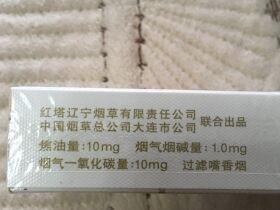 红塔辽宁烟草有限责任公司
中国烟草总公司大连市公司 联合出品
焦油量：10mg 烟气烟碱量：1.0mg
烟气一氧化碳量：10mg 过滤嘴香烟